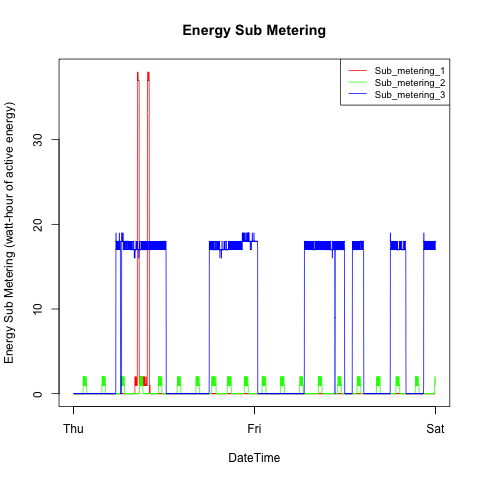 Energy Sub Metering
Sub_metering_1
Sub_metering_2
Sub_metering_3
Energy Sub Metering (watt-hour of active energy)
30
20
10
0
Thu Fri Sat
DateTime